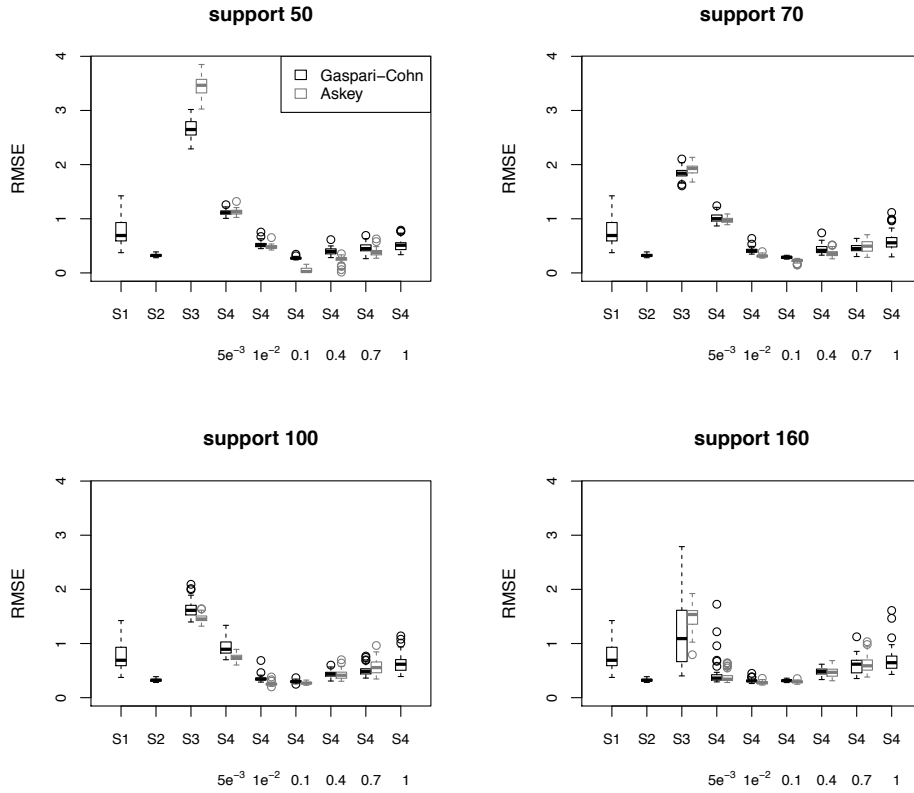 support 50
RMSE
4
3
2
1
0
Gaspari−Cohn
Askey
S1 S2 S3 S4 S4 S4 S4 S4 S4
5e−3 1e−2 0.1 0.4 0.7 1
support 70
RMSE
4
3
2
1
0
S1 S2 S3 S4 S4 S4 S4 S4 S4
5e−3 1e−2 0.1 0.4 0.7 1
support 100
RMSE
4
3
2
1
0
S1 S2 S3 S4 S4 S4 S4 S4 S4
5e−3 1e−2 0.1 0.4 0.7 1
support 160
RMSE
4
3
2
1
0
S1 S2 S3 S4 S4 S4 S4 S4 S4
5e−3 1e−2 0.1 0.4 0.7 1